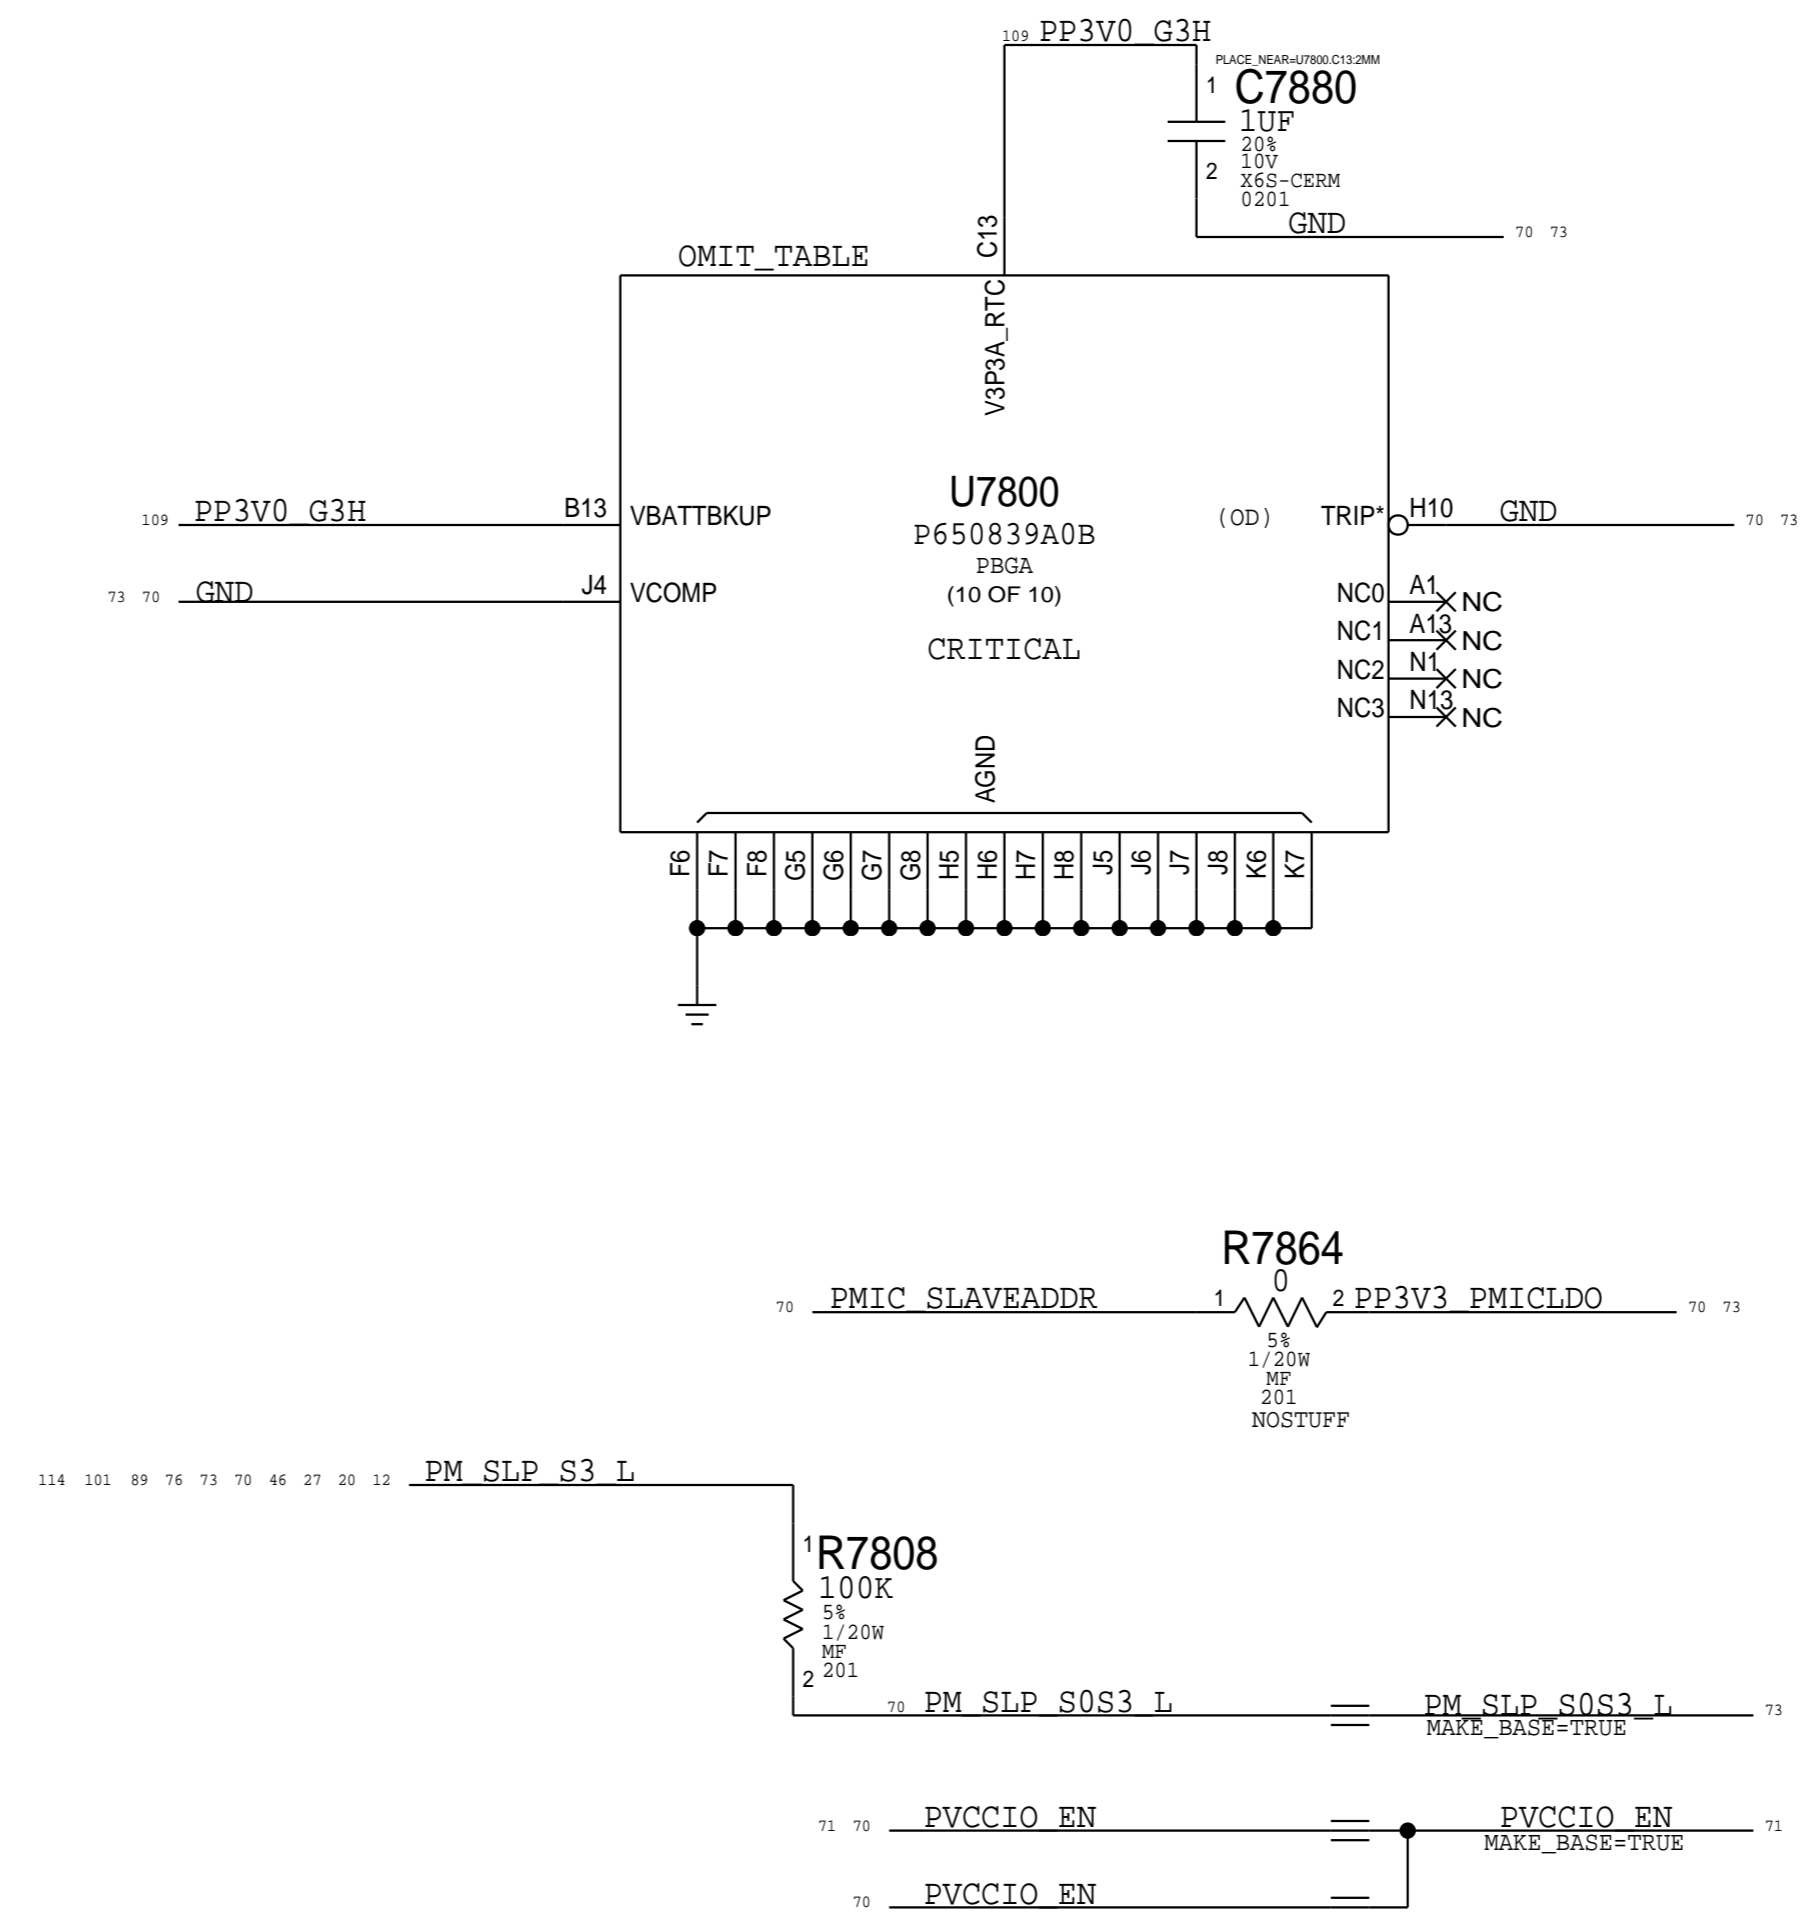 109 PP3V0_G3H
PLACE_NEAR=U7800.C13:2MM
1 C7880
1UF
20%
10V
2
X6S-CERM
0201
GND 70 73
OMIT_TABLE
C13
V3P3A_RTC
U7800
P650839A0B
PBGA
(10 OF 10)
CRITICAL
109 PP3V0_G3H B13 VBATTBKUP
73 70 GND J4 VCOMP
(OD) TRIP* H10 GND 70 73
NC0 A1 NC
NC1 A13 NC
NC2 N1 NC
NC3 N13 NC
AGND
F6 F7 F8 G5 G6 G7 G8 H5 H6 H7 H8 J5 J6 J7 J8 K6 K7
R7864
0
70 PMIC_SLAVEADDR 1 2 PP3V3_PMICLDO 70 73
5%
1/20W
MF
201
NOSTUFF
114 101 89 76 73 70 46 27 20 12 PM_SLP_S3_L
1 R7808
100K
5%
1/20W
MF
201
2
70 PM_SLP_S0S3_L PM_SLP_S0S3_L 73
MAKE_BASE=TRUE
71 70 PVCCIO_EN PVCCIO_EN 71
MAKE_BASE=TRUE
70 PVCCIO_EN